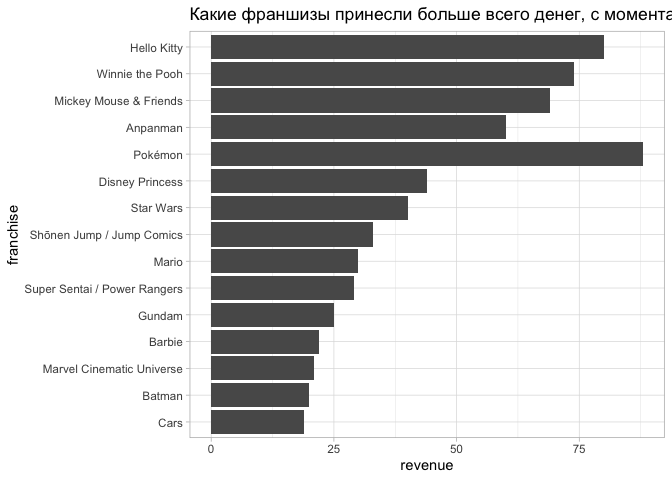 Какие франшизы принесли больше всего денег, с момента
Hello Kitty
Winnie the Pooh
Mickey Mouse & Friends
Anpanman
Pokémon
Disney Princess
Star Wars
Shōnen Jump / Jump Comics
Mario
Super Sentai / Power Rangers
Gundam
Barbie
Marvel Cinematic Universe
Batman
Cars
franchise
0 25 50 75
revenue